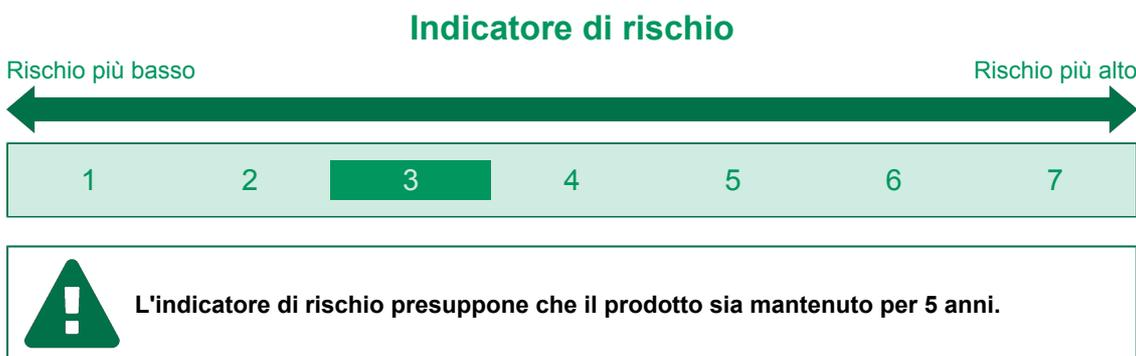 Indicatore di rischio
Rischio più basso Rischio più alto
1 2 3 4 5 6 7
L'indicatore di rischio presuppone che il prodotto sia mantenuto per 5 anni.